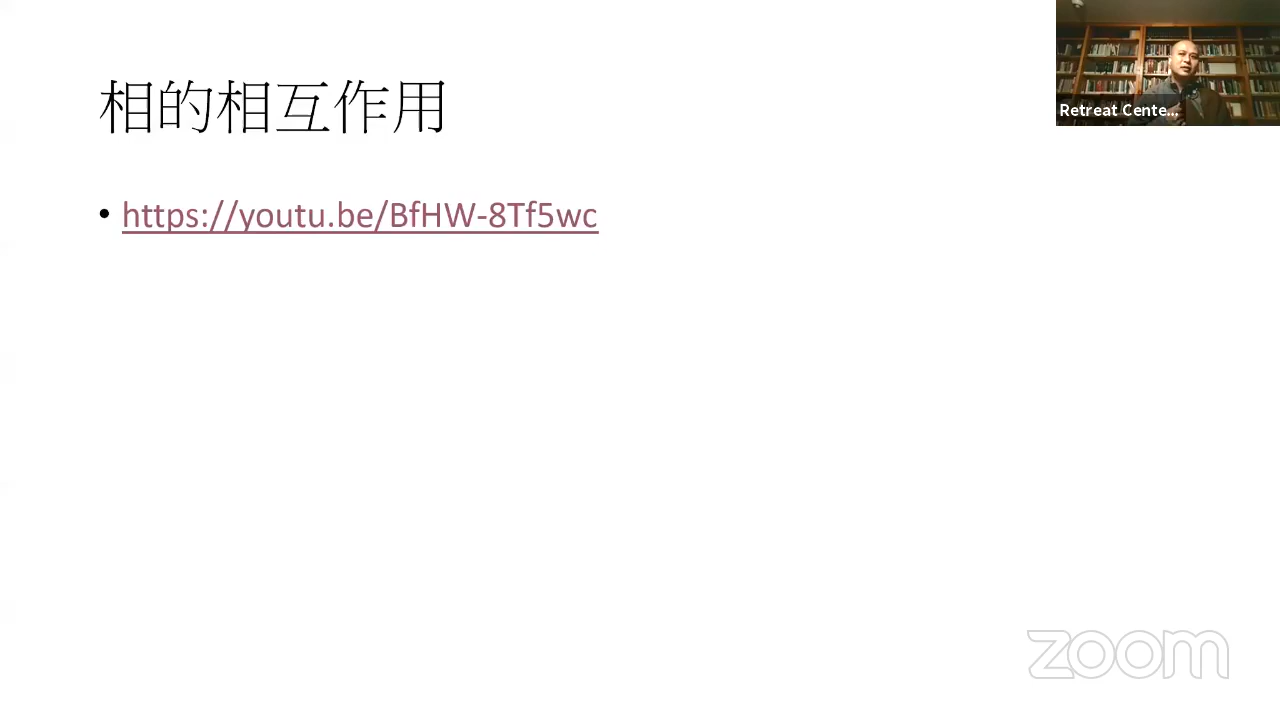 相的相互作用
• https://youtu.be/BfHW-8Tf5wc
Retreat Cente...
zoom